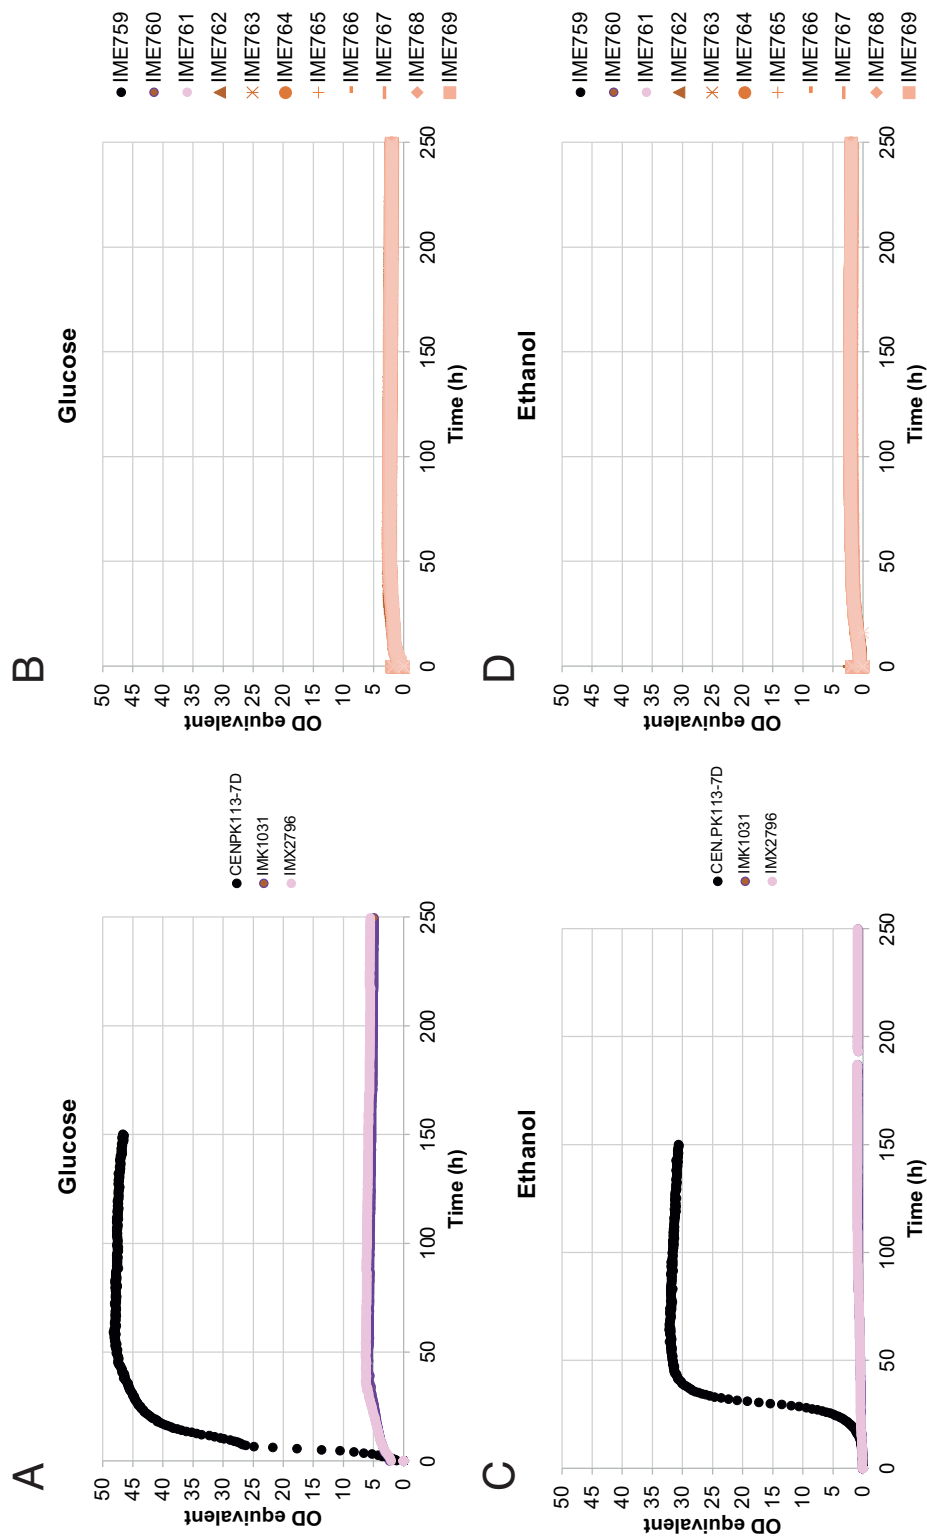 A
Glucose
50
45
40
35
30
25
20
15
10
5
0
OD equivalent
0
50
100
150
200
250
Time (h)
CENPK113-7D
IMK1031
IMX2796
B
Glucose
50
45
40
35
30
25
20
15
10
5
0
OD equivalent
0
50
100
150
200
250
Time (h)
IME759
IME760
IME761
IME762
IME763
IME764
IME765
IME766
IME767
IME768
IME769
C
Ethanol
50
45
40
35
30
25
20
15
10
5
0
OD equivalent
0
50
100
150
200
250
Time (h)
CEN.PK113-7D
IMK1031
IMX2796
D
Ethanol
50
45
40
35
30
25
20
15
10
5
0
OD equivalent
0
50
100
150
200
250
Time (h)
IME759
IME760
IME761
IME762
IME763
IME764
IME765
IME766
IME767
IME768
IME769